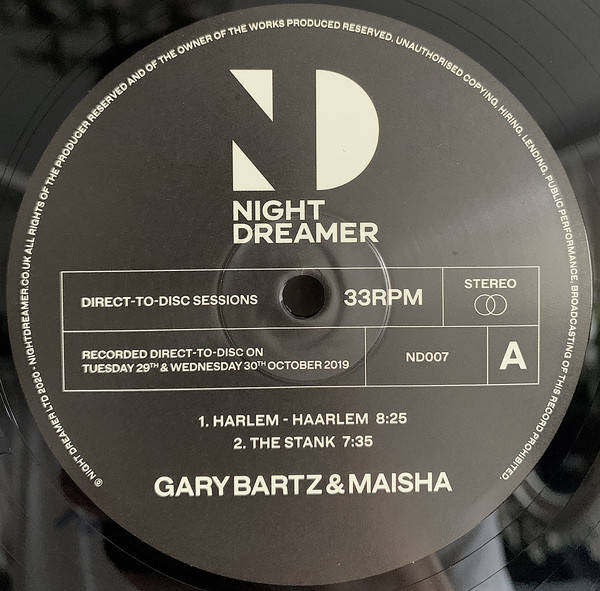 ℗ NIGHT DREAMER LTD 2020 - NIGHTDREAMER.CO.UK ALL RIGHTS OF THE PRODUCER RESERVED AND OF THE OWNER OF THE WORKS PRODUCED RESERVED. UNAUTHORISED COPYING, HIRING, LENDING, PUBLIC PERFORMANCE, BROADCASTING OF THIS RECORD PROHIBITED.
ND
NIGHT
DREAMER
DIRECT-TO-DISC SESSIONS 33RPM
STEREO
RECORDED DIRECT-TO-DISC ON
TUESDAY 29TH & WEDNESDAY 30TH OCTOBER 2019
ND007
A
1. HARLEM - HAARLEM 8:25
2. THE STANK 7:35
GARY BARTZ & MAISHA